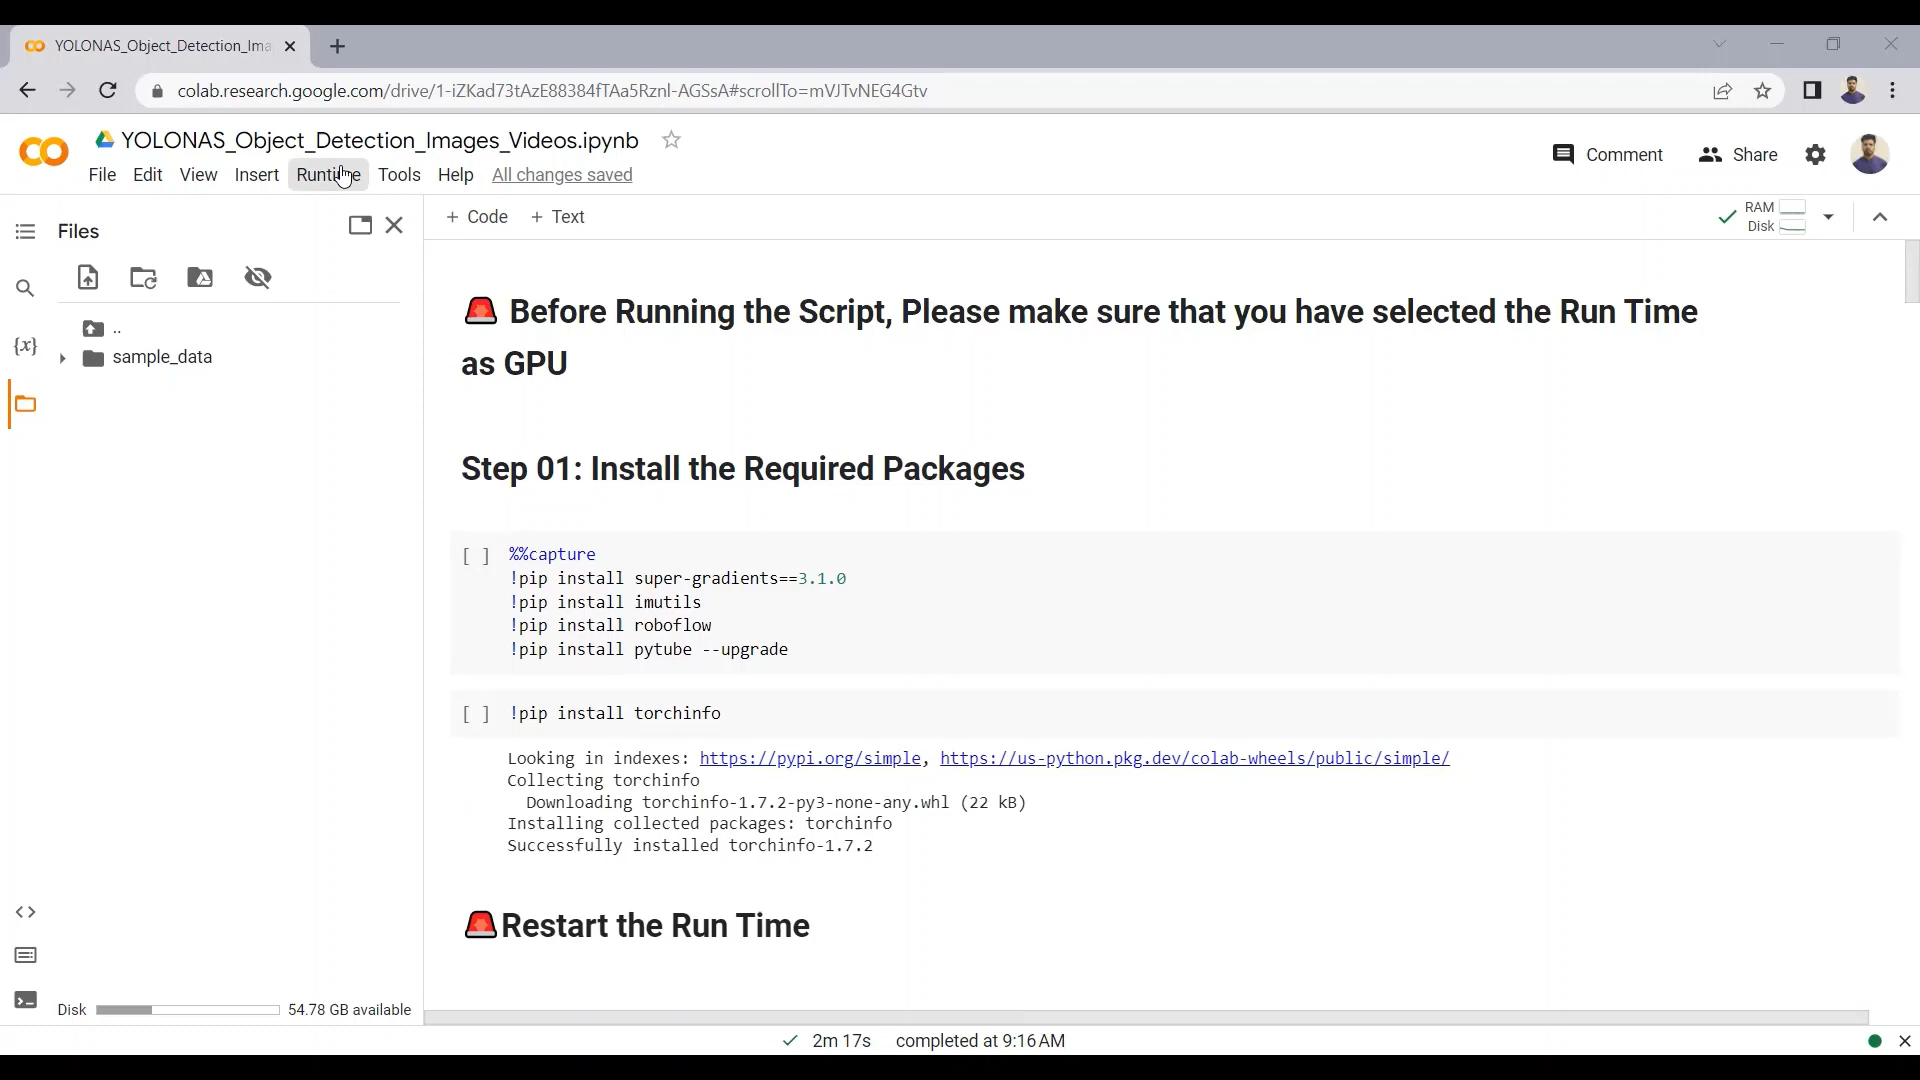 YOLONAS_Object_Detection_Ima
colab.research.google.com/drive/1-iZKad73tAzE88384fTAa5Rznl-AGSsA#scrollTo=mVJTvNEG4Gtv
YOLONAS_Object_Detection_Images_Videos.ipynb
File Edit View Insert Runtime Tools Help All changes saved
Comment Share
Files
+ Code + Text
RAM
Disk
{x}
..
sample_data
Before Running the Script, Please make sure that you have selected the Run Time
as GPU
Step 01: Install the Required Packages
[ ] %%capture
!pip install super-gradients==3.1.0
!pip install imutils
!pip install roboflow
!pip install pytube --upgrade
[ ] !pip install torchinfo
Looking in indexes: https://pypi.org/simple, https://us-python.pkg.dev/colab-wheels/public/simple/
Collecting torchinfo
Downloading torchinfo-1.7.2-py3-none-any.whl (22 kB)
Installing collected packages: torchinfo
Successfully installed torchinfo-1.7.2
Restart the Run Time
Disk 54.78 GB available
2m 17s completed at 9:16 AM